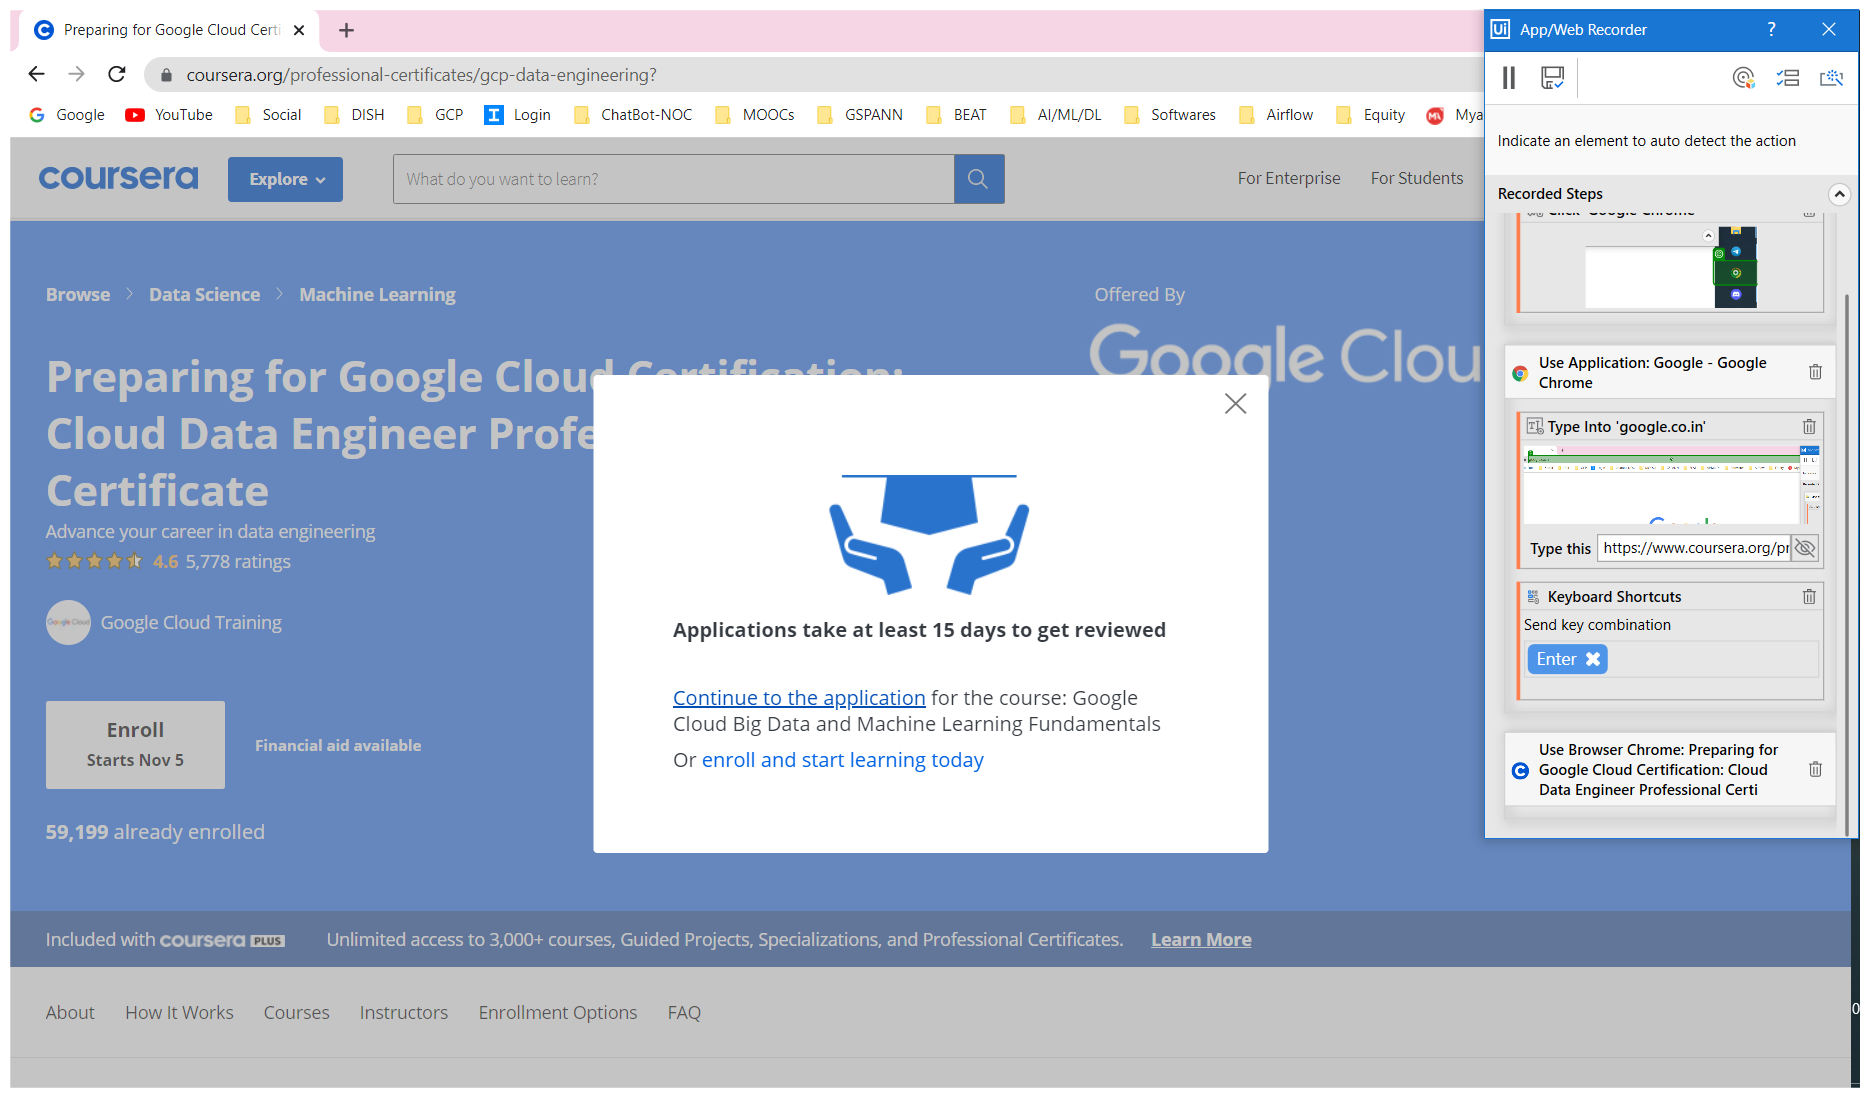 Preparing for Google Cloud Certi
coursera.org/professional-certificates/gcp-data-engineering?
Google YouTube Social DISH GCP Login ChatBot-NOC MOOCs GSPANN BEAT AI/ML/DL Softwares Airflow Equity Mya
coursera Explore What do you want to learn? For Enterprise For Students
Browse Data Science Machine Learning
Preparing for Google Cloud Certification:
Cloud Data Engineer Profe
Certificate
Advance your career in data engineering
4.6 5,778 ratings
Google Cloud Google Cloud Training
Enroll
Starts Nov 5
Financial aid available
59,199 already enrolled
Offered By
Google Clou
Applications take at least 15 days to get reviewed
Continue to the application for the course: Google
Cloud Big Data and Machine Learning Fundamentals
Or enroll and start learning today
Included with coursera PLUS Unlimited access to 3,000+ courses, Guided Projects, Specializations, and Professional Certificates. Learn More
About How It Works Courses Instructors Enrollment Options FAQ
Ui App/Web Recorder ?
Indicate an element to auto detect the action
Recorded Steps
Click 'Google Chrome'
Use Application: Google - Google
Chrome
Type Into 'google.co.in'
Type this https://www.coursera.org/pr
Keyboard Shortcuts
Send key combination
Enter
Use Browser Chrome: Preparing for
Google Cloud Certification: Cloud
Data Engineer Professional Certi
0